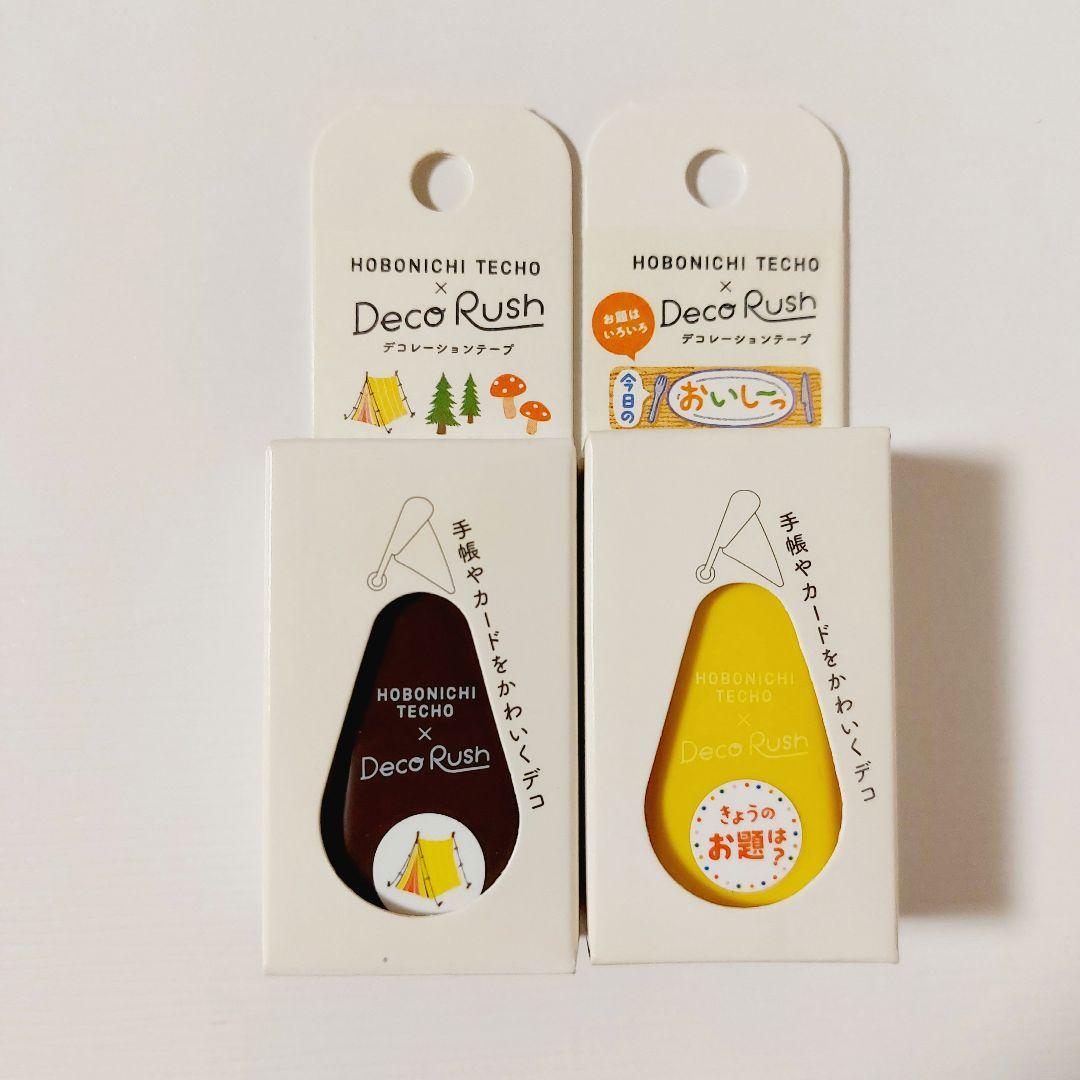 HOBONICHI TECHO
×
Deco Rush
デコレーションテープ
手帳やカードをかわいくデコ
HOBONICHI
TECHO
×
Deco Rush
HOBONICHI TECHO
×
Deco Rush
デコレーションテープ
お題は
いろいろ
今日の
おいし〜っ
手帳やカードをかわいくデコ
HOBONICHI
TECHO
×
Deco Rush
きょうの
お題は?